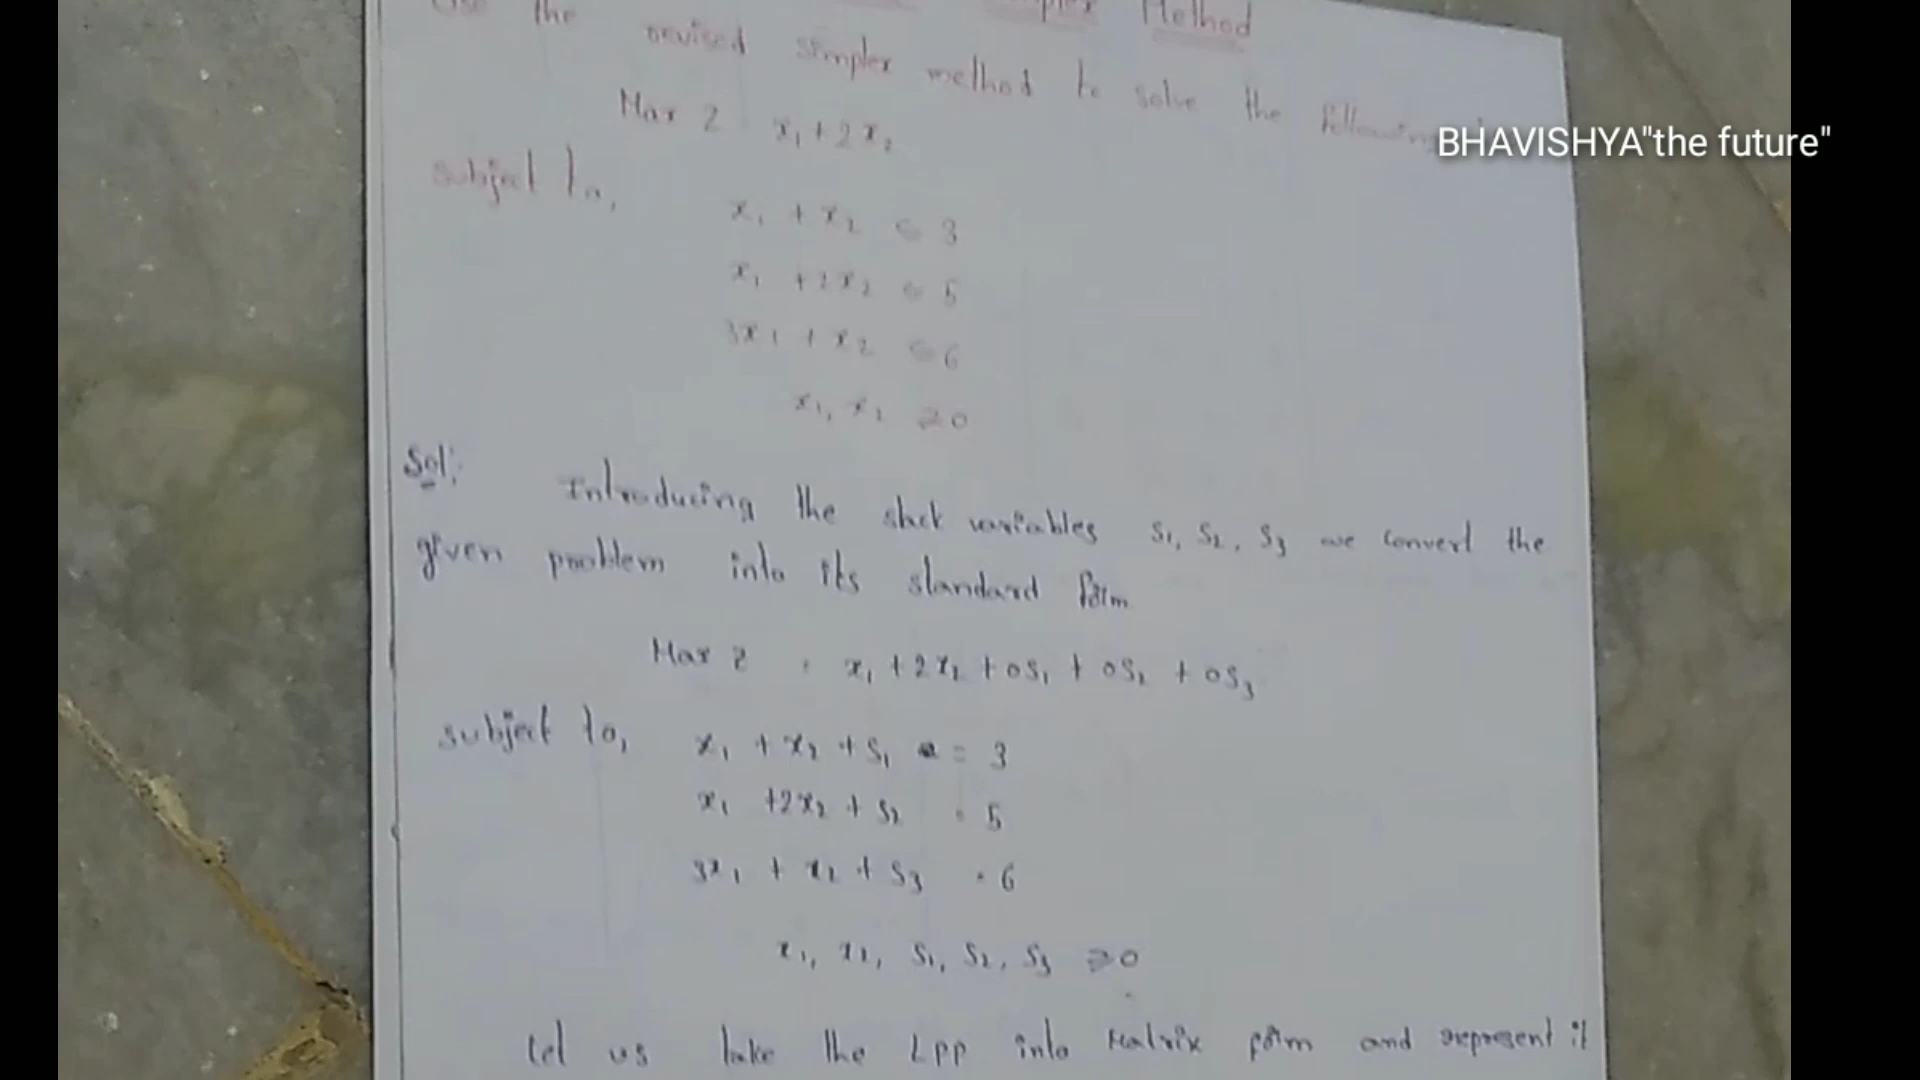 the revised simplex method to solve the following
Method
Max Z x₁ + 2x₂
BHAVISHYA"the future"
subject to,
x₁ + x₂ ≤ 3
x₁ + 2x₂ ≤ 5
3x₁ + x₂ ≤ 6
x₁, x₂ ≥ 0
Sol:
Introducing the slack variables S₁, S₂, S₃ we convert the
given problem into its standard form
Max Z = x₁ + 2x₂ + 0S₁ + 0S₂ + 0S₃
subject to, x₁ + x₂ + S₁ = 3
x₁ + 2x₂ + S₂ = 5
3x₁ + x₂ + S₃ = 6
x₁, x₂, S₁, S₂, S₃ ≥ 0
Let us take the LPP into Matrix form and represent it